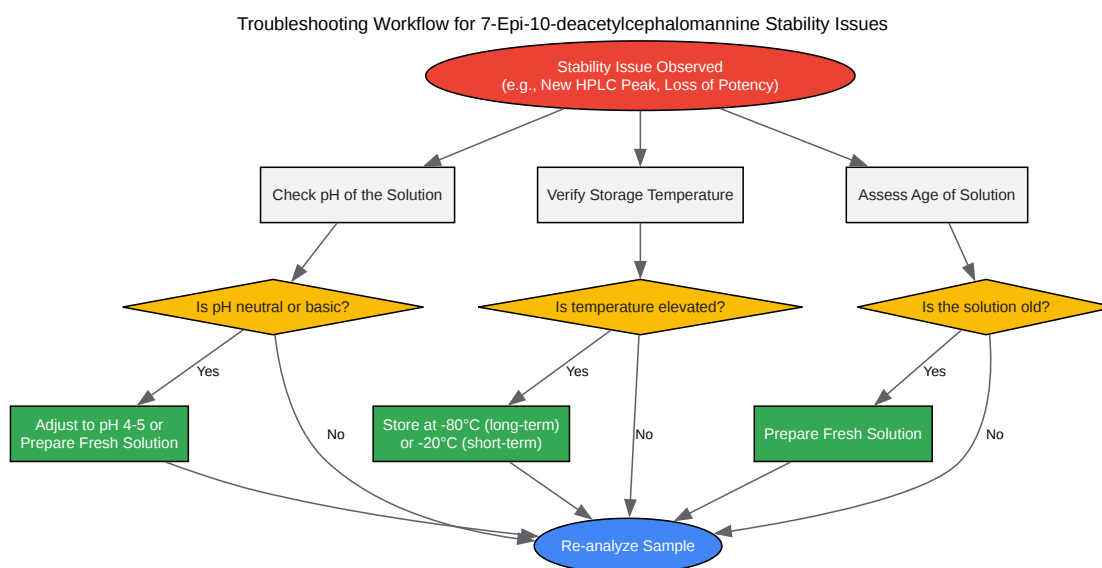 Troubleshooting Workflow for 7-Epi-10-deacetylcephalomannine Stability Issues
Stability Issue Observed
(e.g., New HPLC Peak, Loss of Potency)
Check pH of the Solution
Verify Storage Temperature
Assess Age of Solution
Is pH neutral or basic?
Is temperature elevated?
Is the solution old?
Yes
Yes
Yes
Adjust to pH 4-5 or
Prepare Fresh Solution
No
Store at -80°C (long-term)
or -20°C (short-term)
No
Prepare Fresh Solution
No
Re-analyze Sample